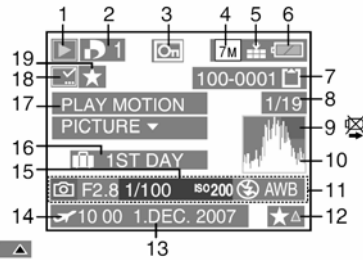 1 2 3 4 5 6
1 7M
19
18 100-0001 7
17 PLAY MOTION 1/19 8
PICTURE 9
16 1ST DAY 10
15
F2.8 1/100 ISO200 AWB 11
14 10 00 1.DEC. 2007 12
13